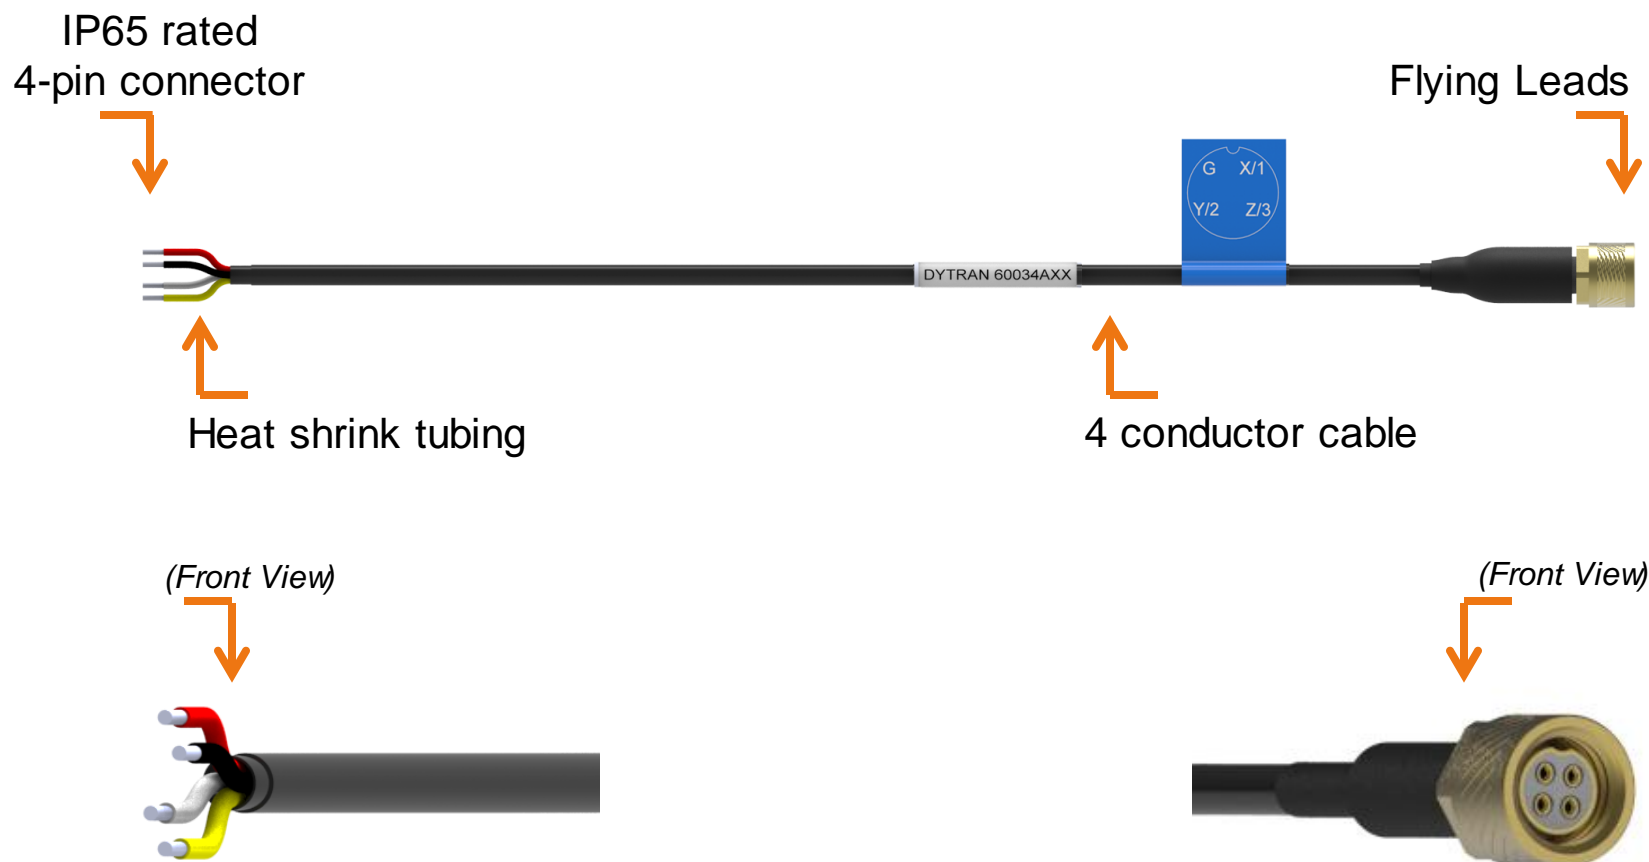 IP65 rated
4-pin connector
Flying Leads
G X/1
Y/2 Z/3
DYTRAN 60034AXX
Heat shrink tubing
4 conductor cable
(Front View)
(Front View)